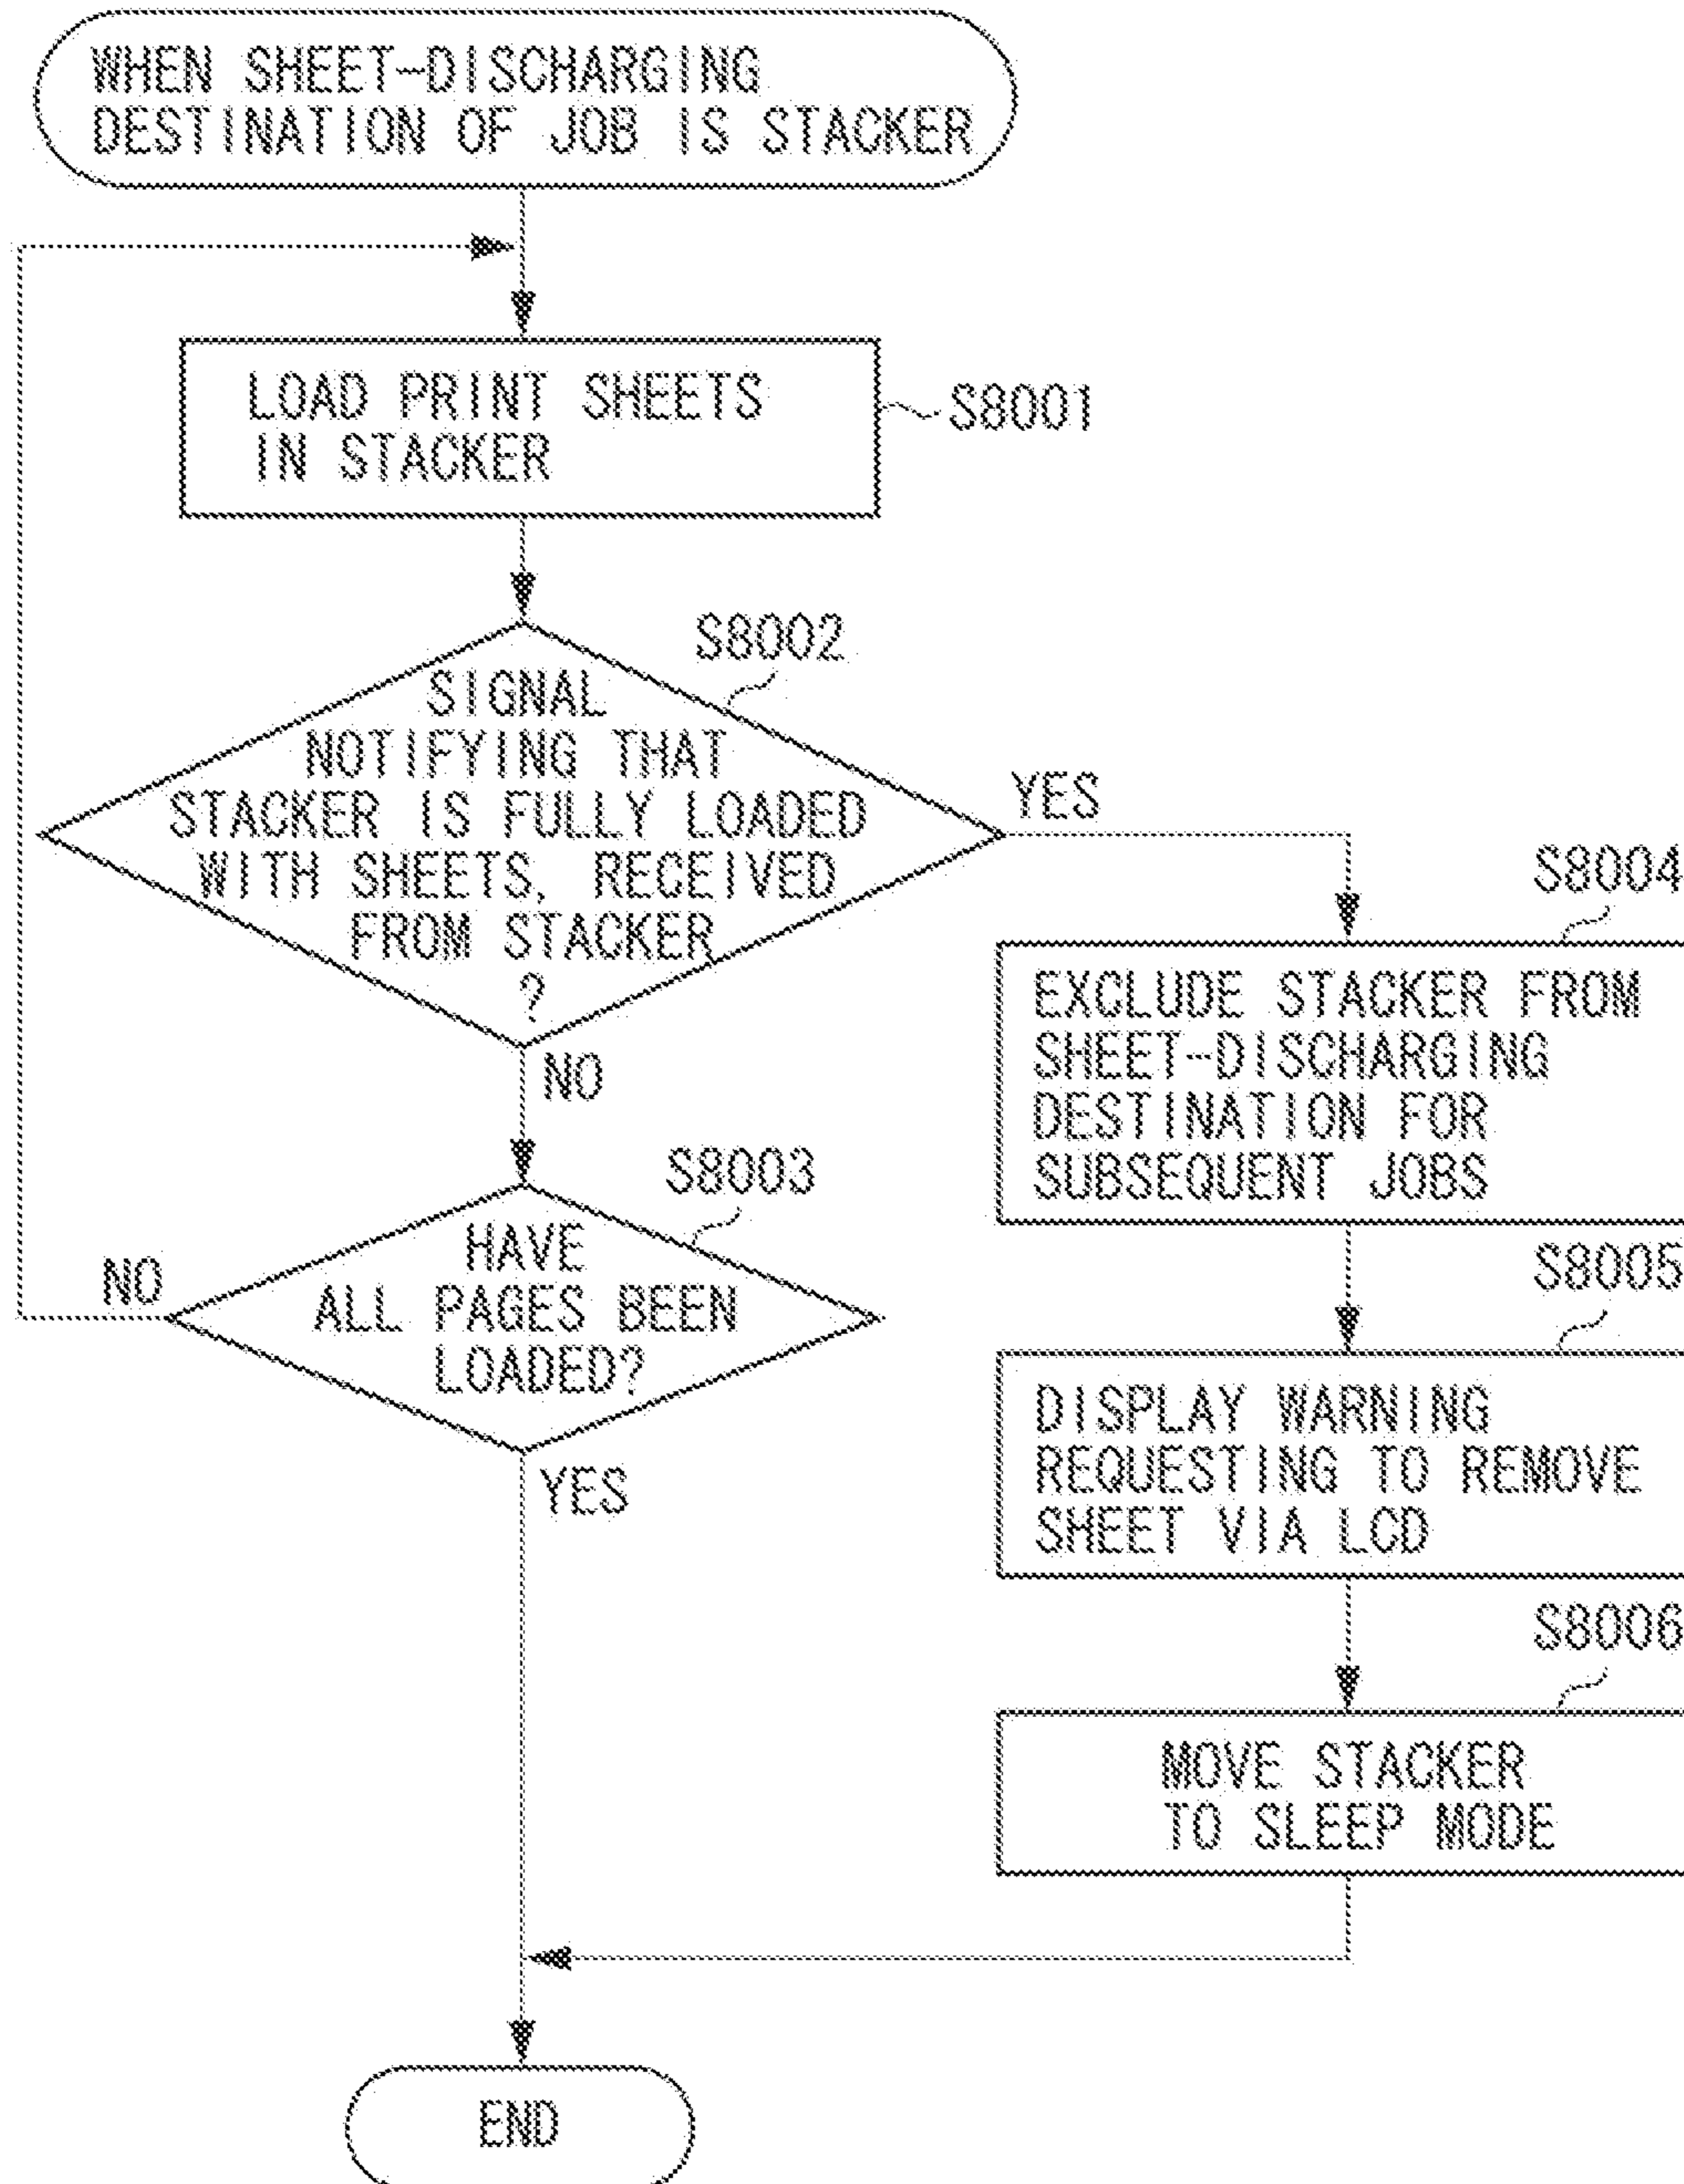 WHEN SHEET-DISCHARGING
DESTINATION OF JOB IS STACKER
LOAD PRINT SHEETS
IN STACKER
S8001
S8002
SIGNAL
NOTIFYING THAT
STACKER IS FULLY LOADED
WITH SHEETS, RECEIVED
FROM STACKER
?
YES
NO
S8003
HAVE
ALL PAGES BEEN
LOADED?
NO
YES
S8004
EXCLUDE STACKER FROM
SHEET-DISCHARGING
DESTINATION FOR
SUBSEQUENT JOBS
S8005
DISPLAY WARNING
REQUESTING TO REMOVE
SHEET VIA LCD
S8006
MOVE STACKER
TO SLEEP MODE
END